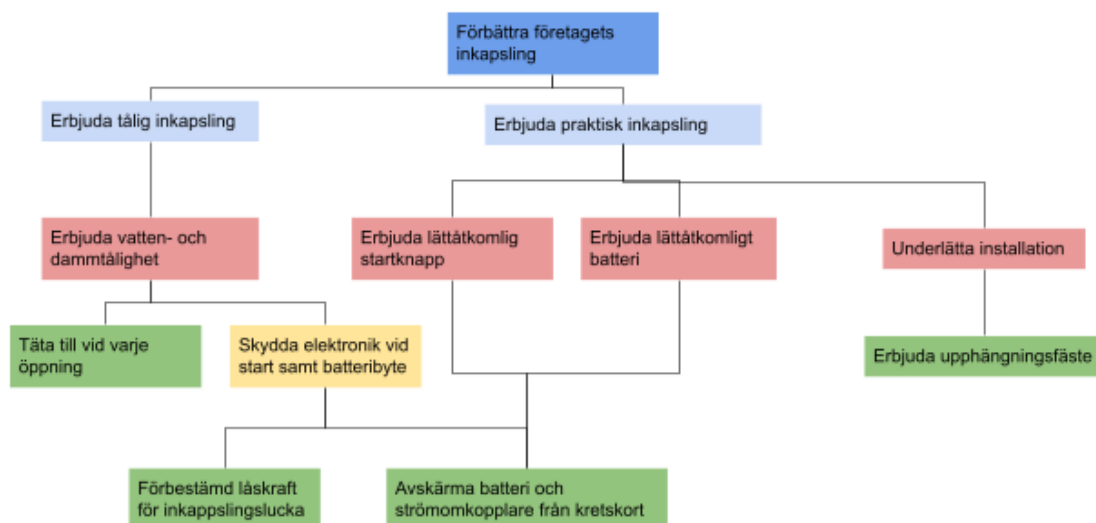 Förbättra företagets
inkapsling
Erbjuda tålig inkapsling
Erbjuda praktisk inkapsling
Erbjuda vatten- och
dammtålighet
Erbjuda lättåtkomlig
startknapp
Erbjuda lättåtkomligt
batteri
Underlätta installation
Täta till vid varje
öppning
Skydda elektronik vid
start samt batteribyte
Erbjuda upphängningsfäste
Förbestämd låskraft
för inkappslingslucka
Avskärma batteri och
strömomkopplare från kretskort